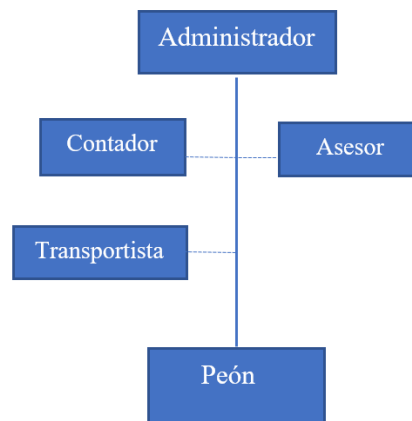 Administrador
Contador
Asesor
Transportista
Peón